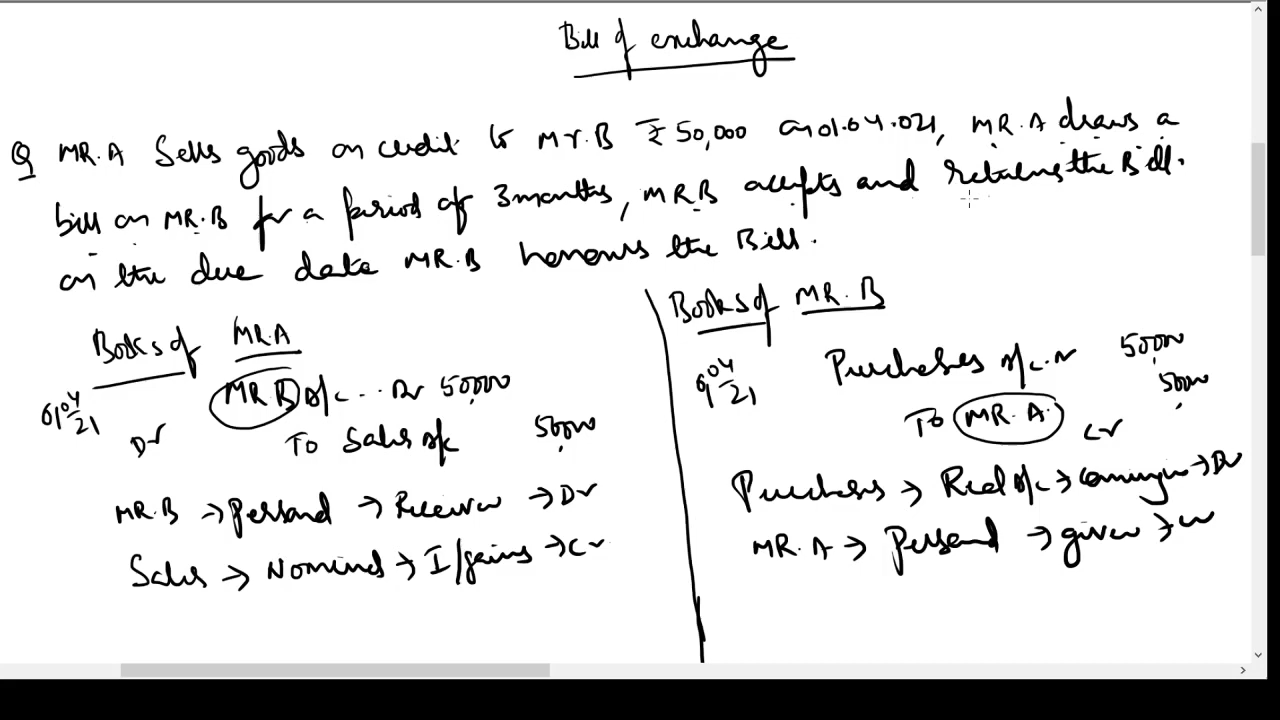 Bill of exchange
Q MR.A Sells goods on credit to Mr.B ₹ 50,000 on 01.04.021, MR.A draws a
bill on MR.B for a period of 3 months, MR.B accepts and returns the Bill.
on the due date MR.B honours the Bill.
Books of MR.A
01/04/21 MR.B A/c... Dr 50000
Dr To Sales A/c 50000
MR.B → Personal → Receiver → Dr
Sales → Nominal → I/gains → Cr
Books of MR.B
01/04/21 Purchases A/c Dr 50000
To MR.A. Cr 50000
Purchases → Real A/c → Coming in → Dr
MR.A → Personal → giver → Cr